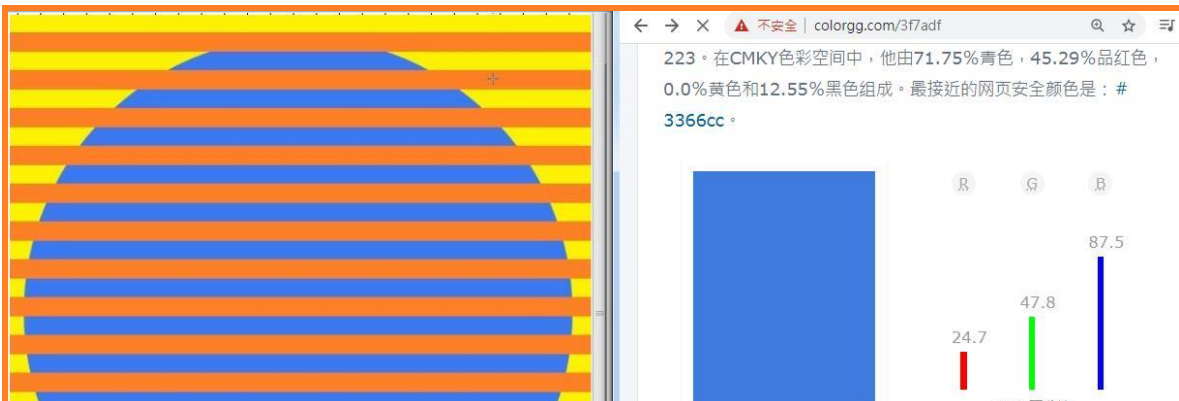 不安全 | colorgg.com/3f7adf
223。在CMKY色彩空间中，他由71.75%青色，45.29%品红色，
0.0%黄色和12.55%黑色组成。最接近的网页安全颜色是：#
3366cc。
R G B
87.5
47.8
24.7